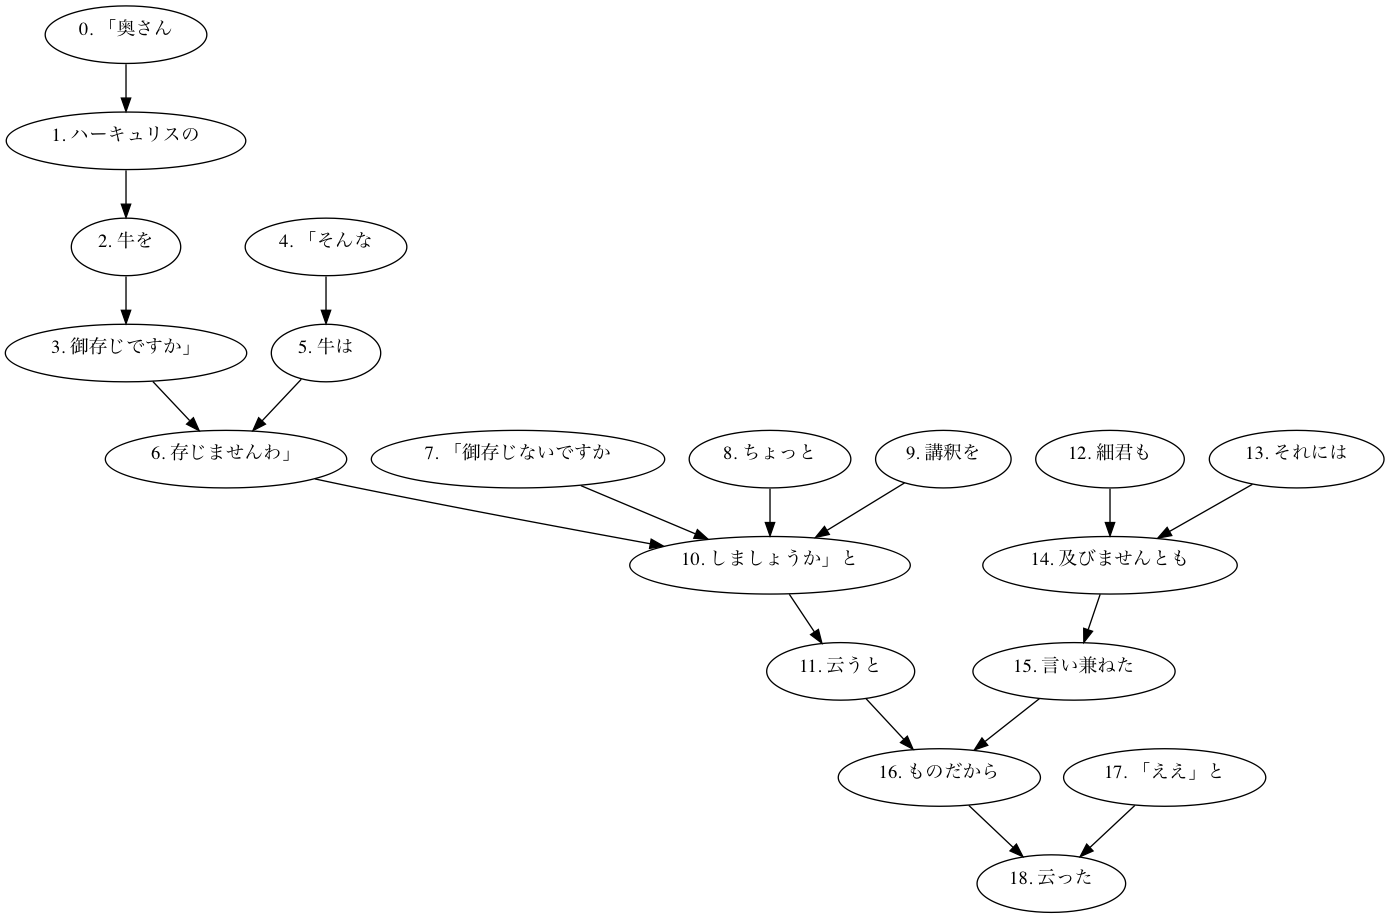 0. 「奥さん
1. ハーキュリスの
2. 牛を
4. 「そんな
3. 御存じですか」
5. 牛は
6. 存じませんわ」
7. 「御存じないですか
8. ちょっと
9. 講釈を
12. 細君も
13. それには
10. しましょうか」と
14. 及びませんとも
11. 云うと
15. 言い兼ねた
16. ものだから
17. 「ええ」と
18. 云った